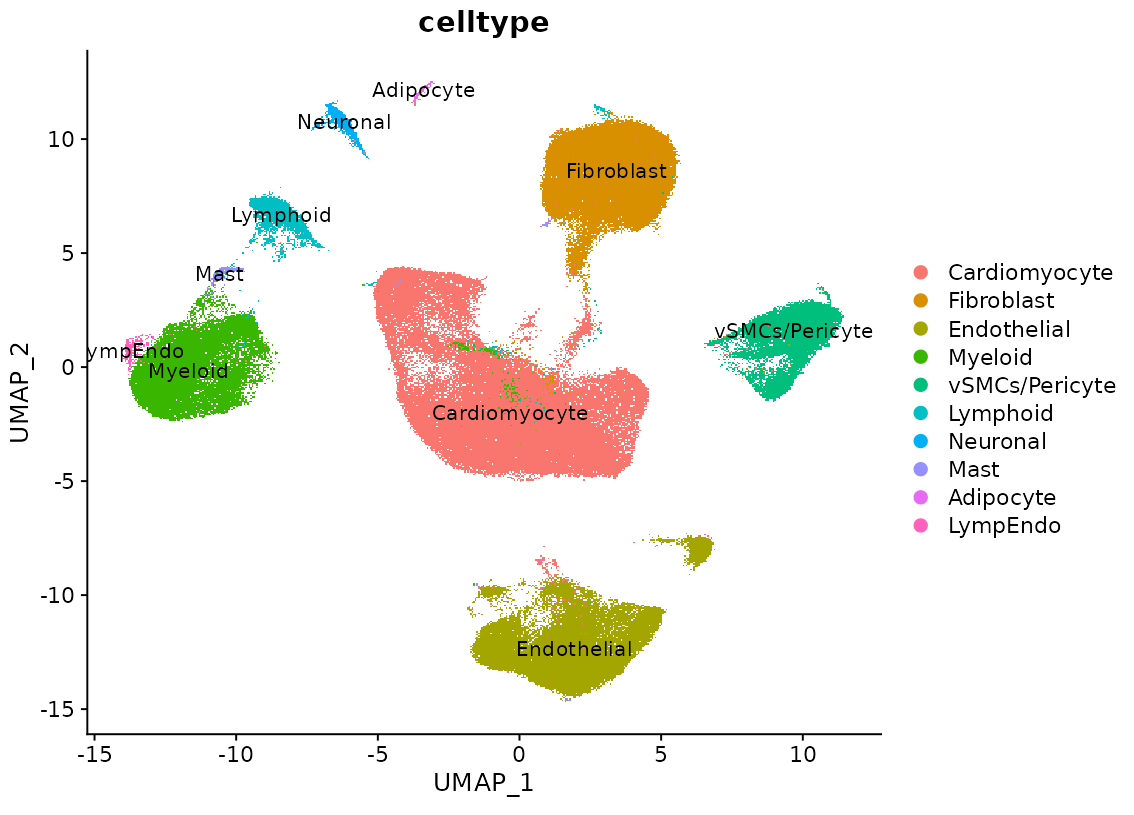 celltype
Adipocyte
Neuronal
Fibroblast
Lymphoid
Mast
vSMCs/Pericyte
ympEndo
Myeloid
Cardiomyocyte
Endothelial
10
5
0
-5
-10
-15
UMAP_2
-15
-10
-5
0
5
10
UMAP_1
Cardiomyocyte
Fibroblast
Endothelial
Myeloid
vSMCs/Pericyte
Lymphoid
Neuronal
Mast
Adipocyte
LympEndo